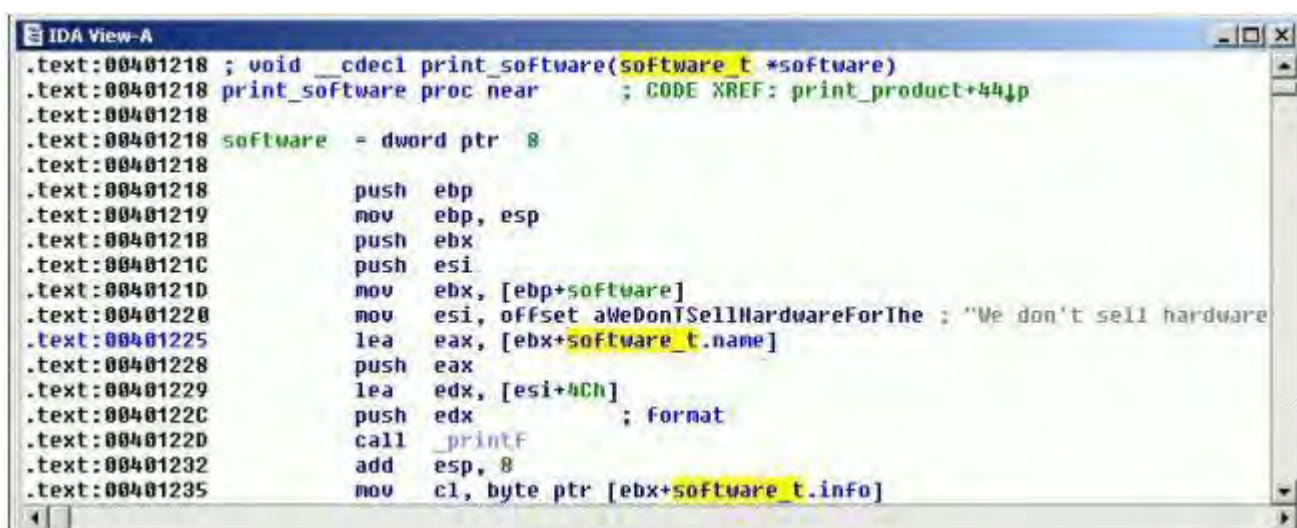 IDA View-A
.text:00401218 ; void __cdecl print_software(software_t *software)
.text:00401218 print_software proc near ; CODE XREF: print_product+44↓p
.text:00401218
.text:00401218 software = dword ptr 8
.text:00401218
.text:00401218 push ebp
.text:00401219 mov ebp, esp
.text:0040121B push ebx
.text:0040121C push esi
.text:0040121D mov ebx, [ebp+software]
.text:00401220 mov esi, offset aWeDonTSellHardwareForThe ; "We don't sell hardware
.text:00401225 lea eax, [ebx+software_t.name]
.text:00401228 push eax
.text:00401229 lea edx, [esi+4Ch]
.text:0040122C push edx ; format
.text:0040122D call _printf
.text:00401232 add esp, 8
.text:00401235 mov cl, byte ptr [ebx+software_t.info]